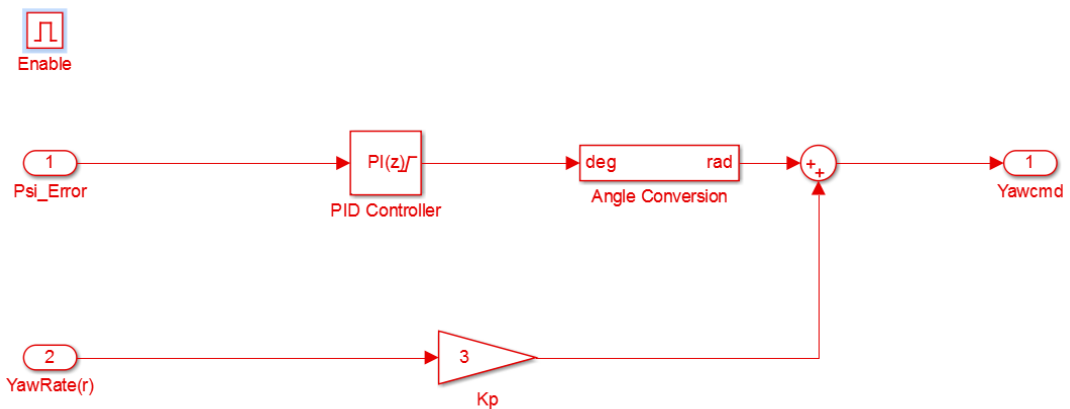 Enable
1
Psi_Error
PI(z)
PID Controller
deg rad
Angle Conversion
+
+
1
Yawcmd
2
YawRate(r)
3
Kp